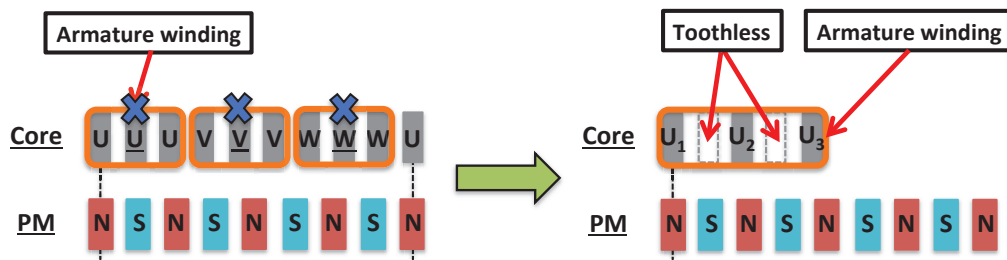 Armature winding
Core
U U U V V V W W W U
PM
N S N S N S N S N
Toothless
Armature winding
Core
U₁ U₂ U₃
PM
N S N S N S N S N